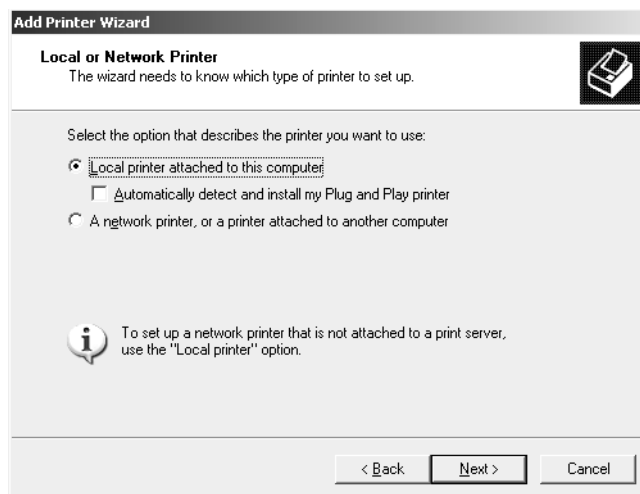 Add Printer Wizard
Local or Network Printer
The wizard needs to know which type of printer to set up.
Select the option that describes the printer you want to use:
Local printer attached to this computer
Automatically detect and install my Plug and Play printer
A network printer, or a printer attached to another computer
To set up a network printer that is not attached to a print server,
use the "Local printer" option.
< Back
Next >
Cancel